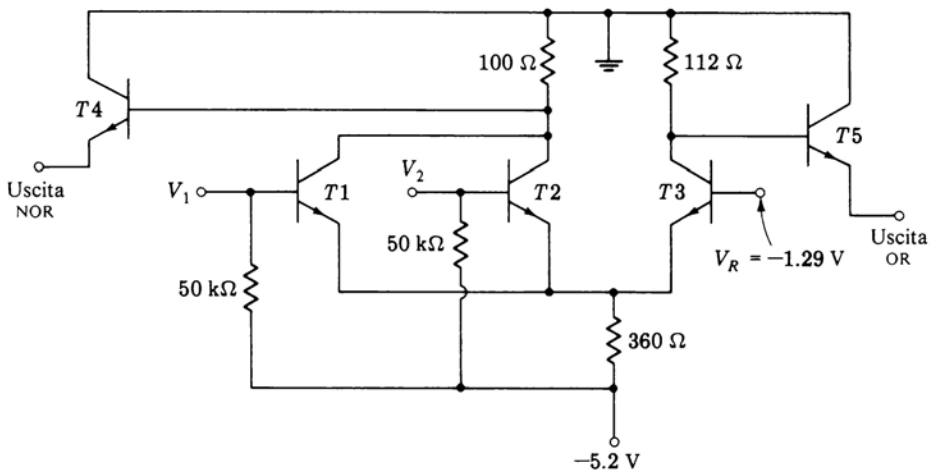 100 Ω
112 Ω
T4
T5
V1
V2
T1
T2
T3
Uscita
NOR
Uscita
OR
VR = −1.29 V
50 kΩ
50 kΩ
360 Ω
−5.2 V